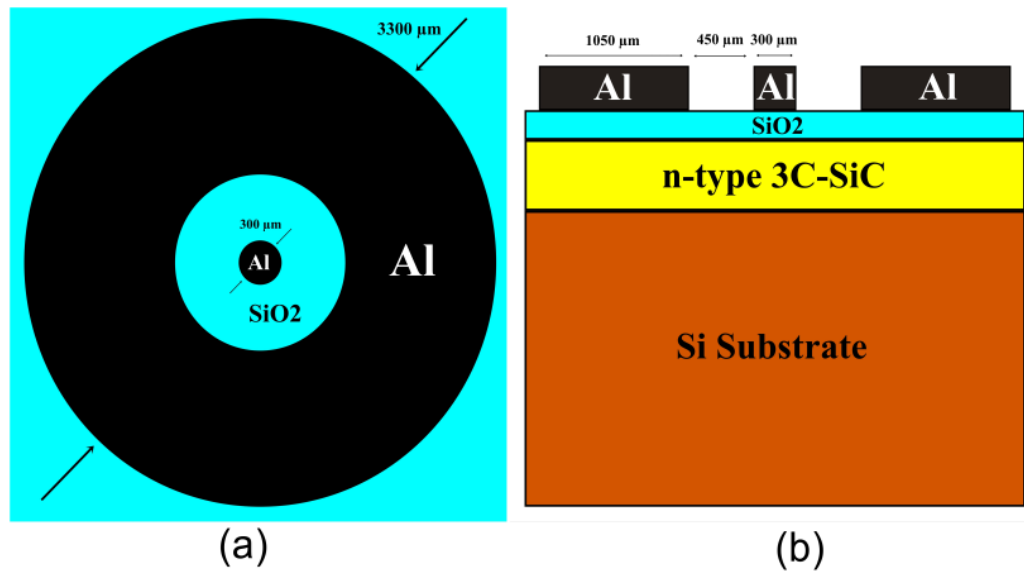 3300 µm
300 µm
Al
Al
SiO2
(a)
1050 µm
450 µm
300 µm
Al
Al
Al
SiO2
n-type 3C-SiC
Si Substrate
(b)